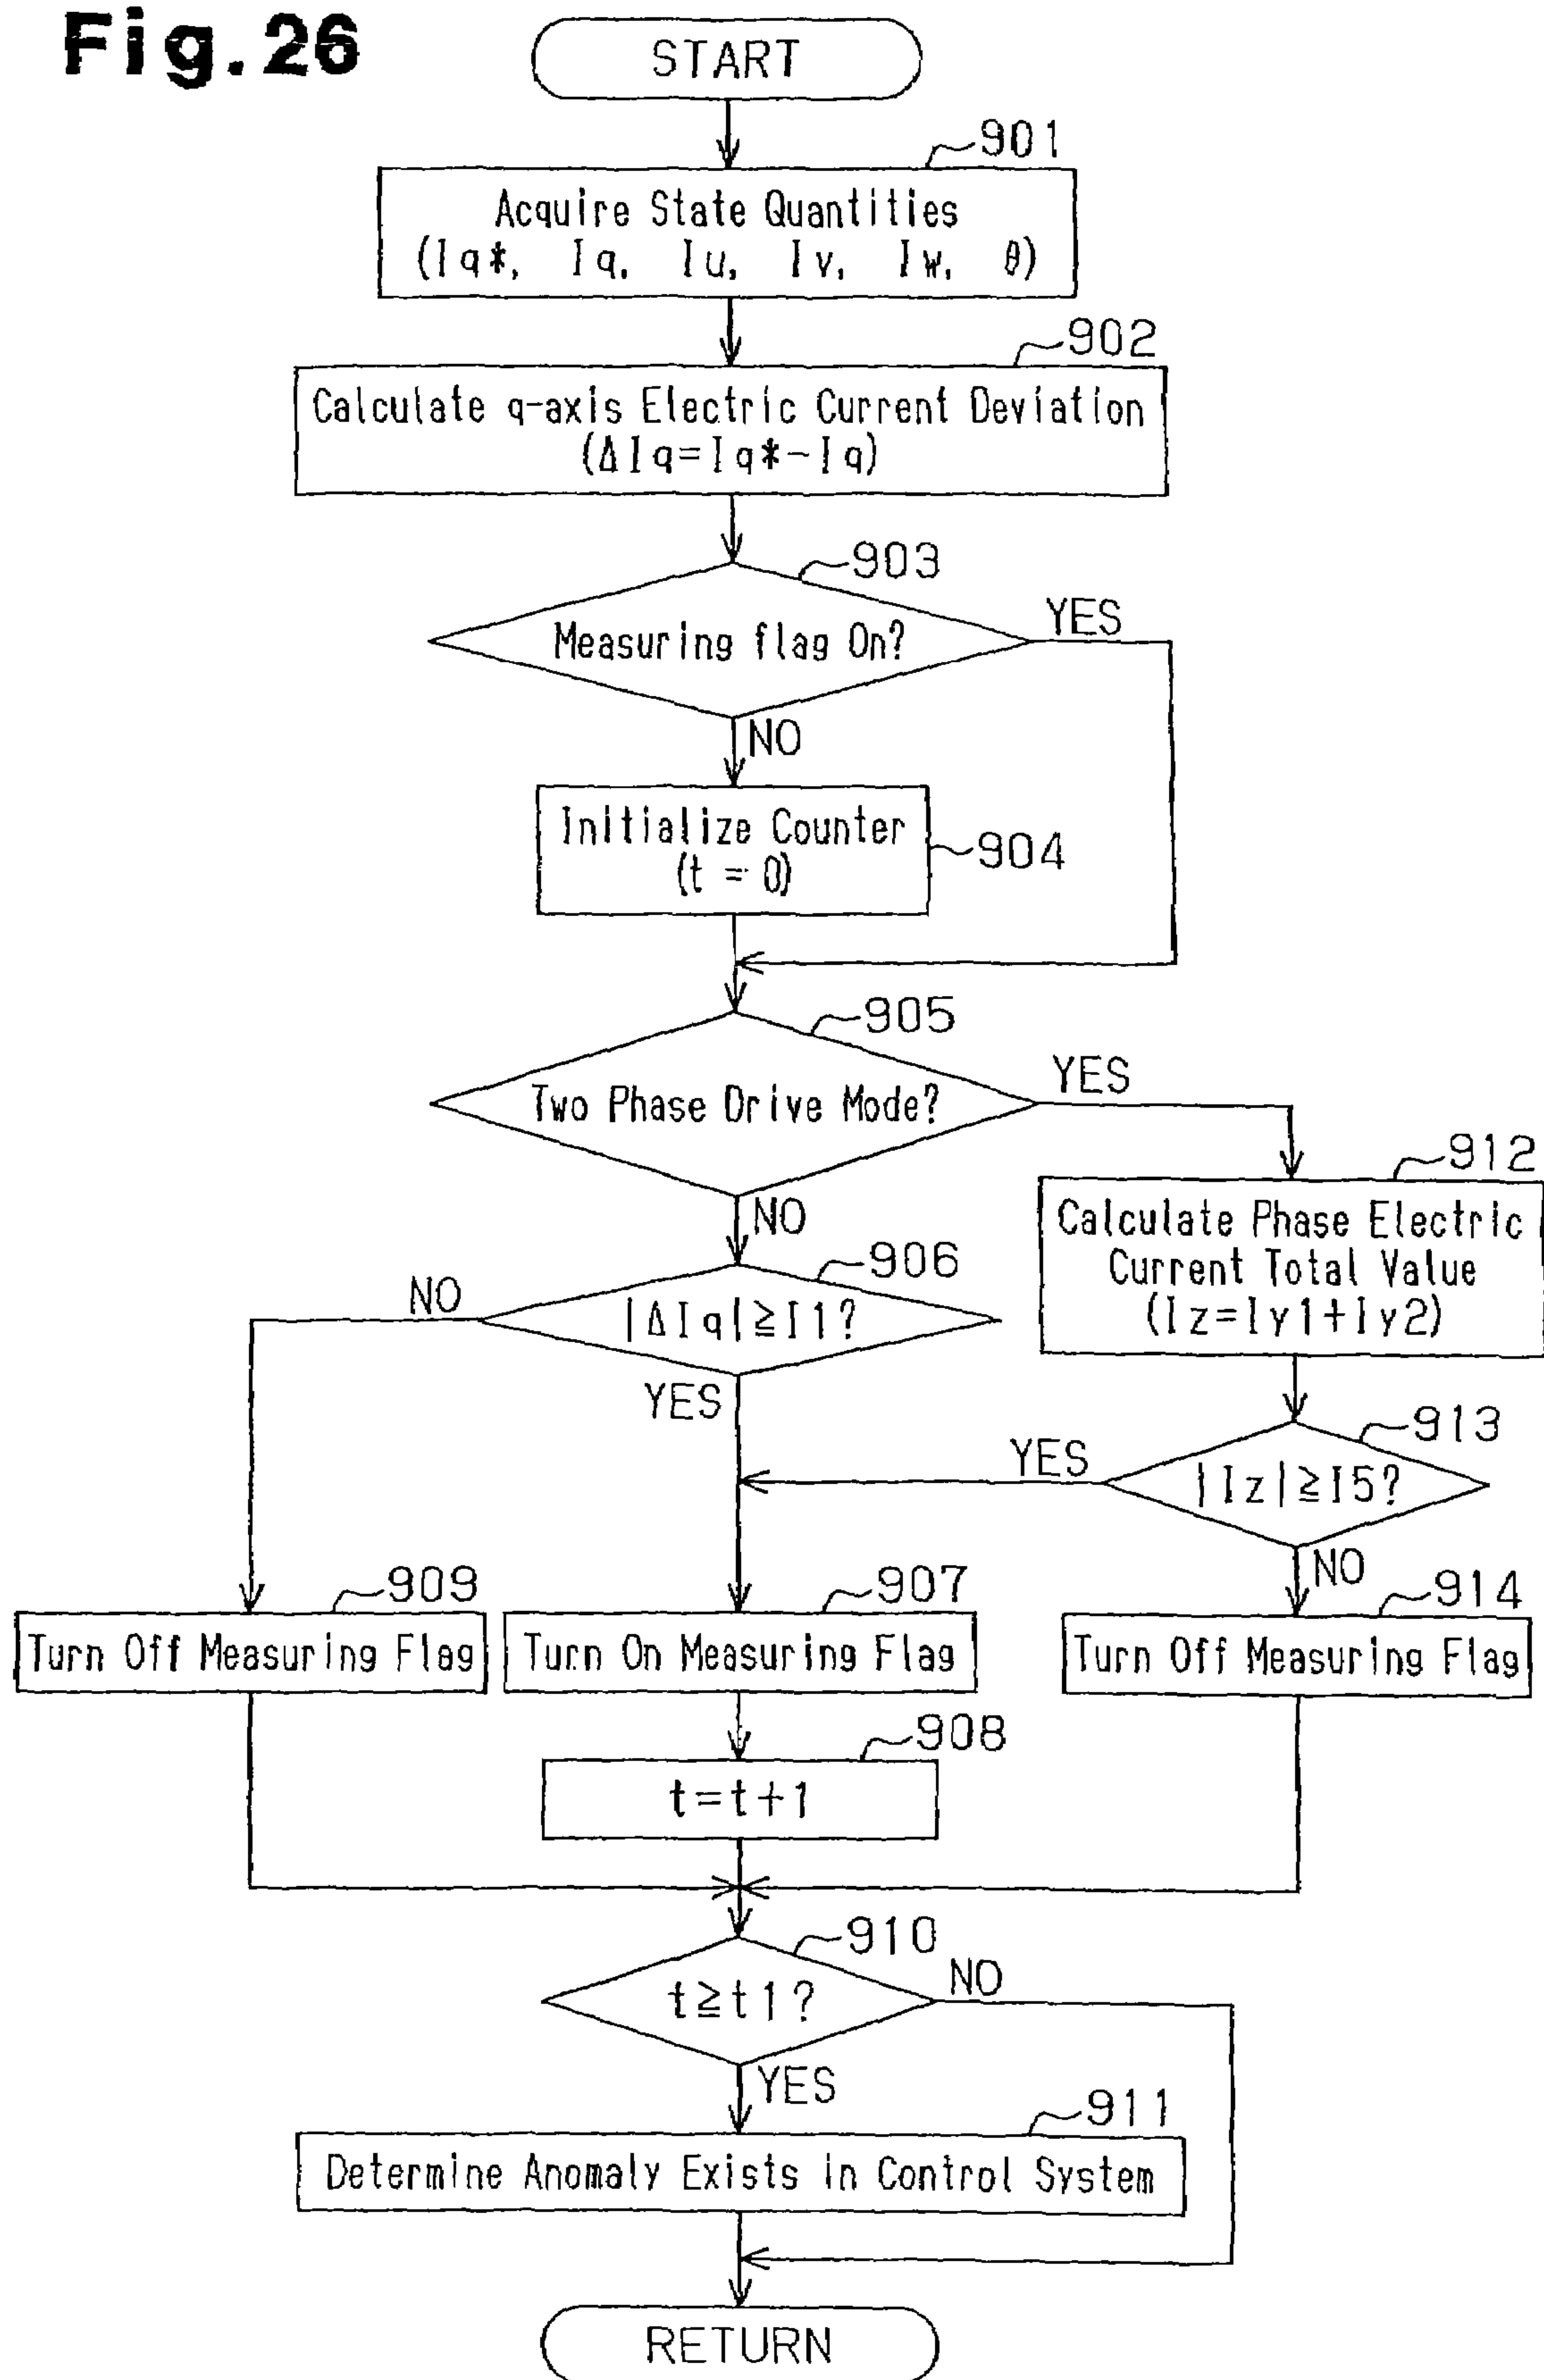 Fig.26
START
901
Acquire State Quantities
(Iq*, Iq, Iu, Iv, Iw, θ)
902
Calculate q-axis Electric Current Deviation
(ΔIq=Iq*-Iq)
903
Measuring flag On?
YES
NO
Initialize Counter
(t = 0)
904
905
Two Phase Drive Mode?
YES
NO
912
Calculate Phase Electric
Current Total Value
(Iz=Iy1+Iy2)
906
NO
|ΔIq|≧I1?
YES
913
YES
|Iz|≧I5?
NO
909
Turn Off Measuring Flag
907
Turn On Measuring Flag
914
Turn Off Measuring Flag
908
t=t+1
910
t≧t1?
NO
YES
911
Determine Anomaly Exists in Control System
RETURN